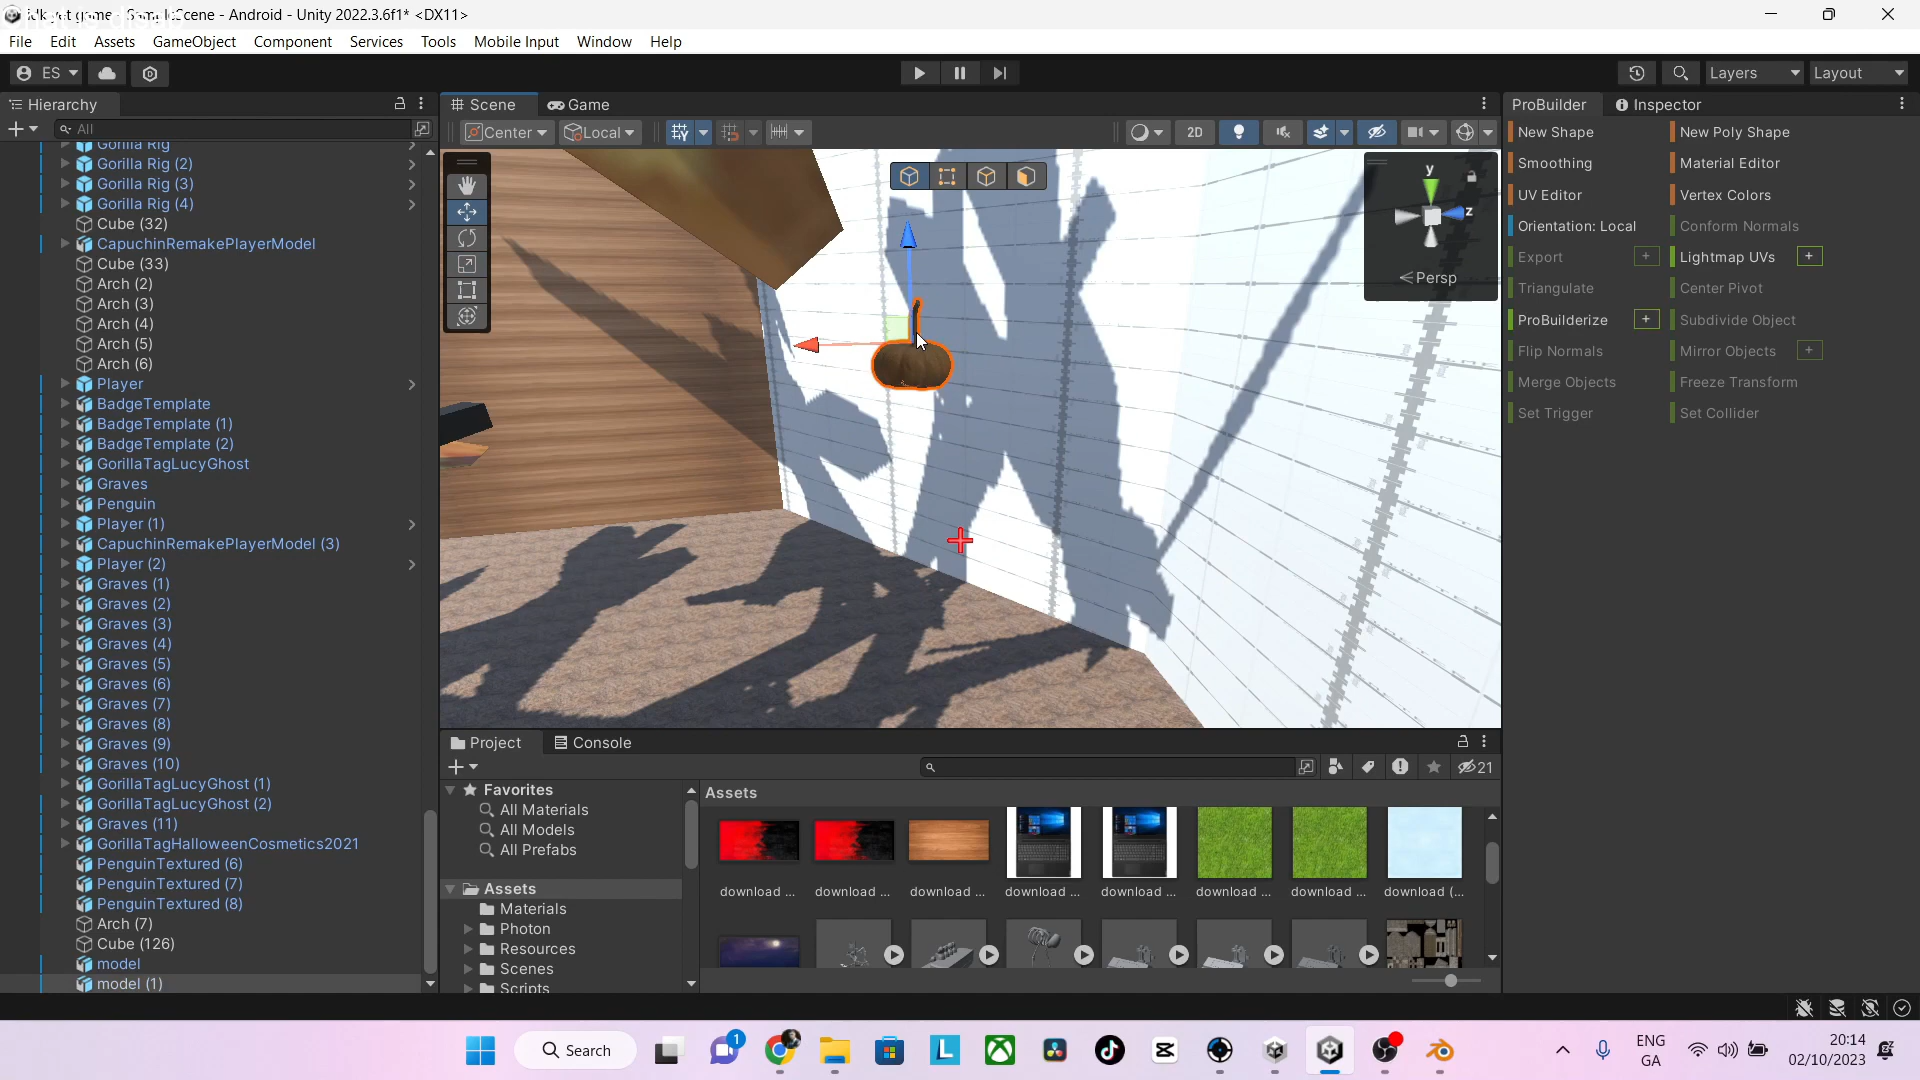 SampleScene - Android - Unity 2022.3.6f1* <DX11>
File Edit Assets GameObject Component Services Tools Mobile Input Window Help
ES Layers Layout
Hierarchy Scene Game ProBuilder Inspector
All Center Local 2D
Gorilla Rig
Gorilla Rig (2)
Gorilla Rig (3)
Gorilla Rig (4)
Cube (32)
CapuchinRemakePlayerModel
Cube (33)
Arch (2)
Arch (3)
Arch (4)
Arch (5)
Arch (6)
Player
BadgeTemplate
BadgeTemplate (1)
BadgeTemplate (2)
GorillaTagLucyGhost
Graves
Penguin
Player (1)
CapuchinRemakePlayerModel (3)
Player (2)
Graves (1)
Graves (2)
Graves (3)
Graves (4)
Graves (5)
Graves (6)
Graves (7)
Graves (8)
Graves (9)
Graves (10)
GorillaTagLucyGhost (1)
GorillaTagLucyGhost (2)
Graves (11)
GorillaTagHalloweenCosmetics2021
PenguinTextured (6)
PenguinTextured (7)
PenguinTextured (8)
Arch (7)
Cube (126)
model
model (1)
y
z
Persp
New Shape New Poly Shape
Smoothing Material Editor
UV Editor Vertex Colors
Orientation: Local Conform Normals
Export + Lightmap UVs +
Triangulate Center Pivot
ProBuilderize + Subdivide Object
Flip Normals Mirror Objects +
Merge Objects Freeze Transform
Set Trigger Set Collider
Project Console
21
Favorites
All Materials
All Models
All Prefabs
Assets
Materials
Photon
Resources
Scenes
Scripts
Assets
download ... download ... download ... download ... download ... download ... download ... download (...
Search
1
ENG
GA
20:14
02/10/2023